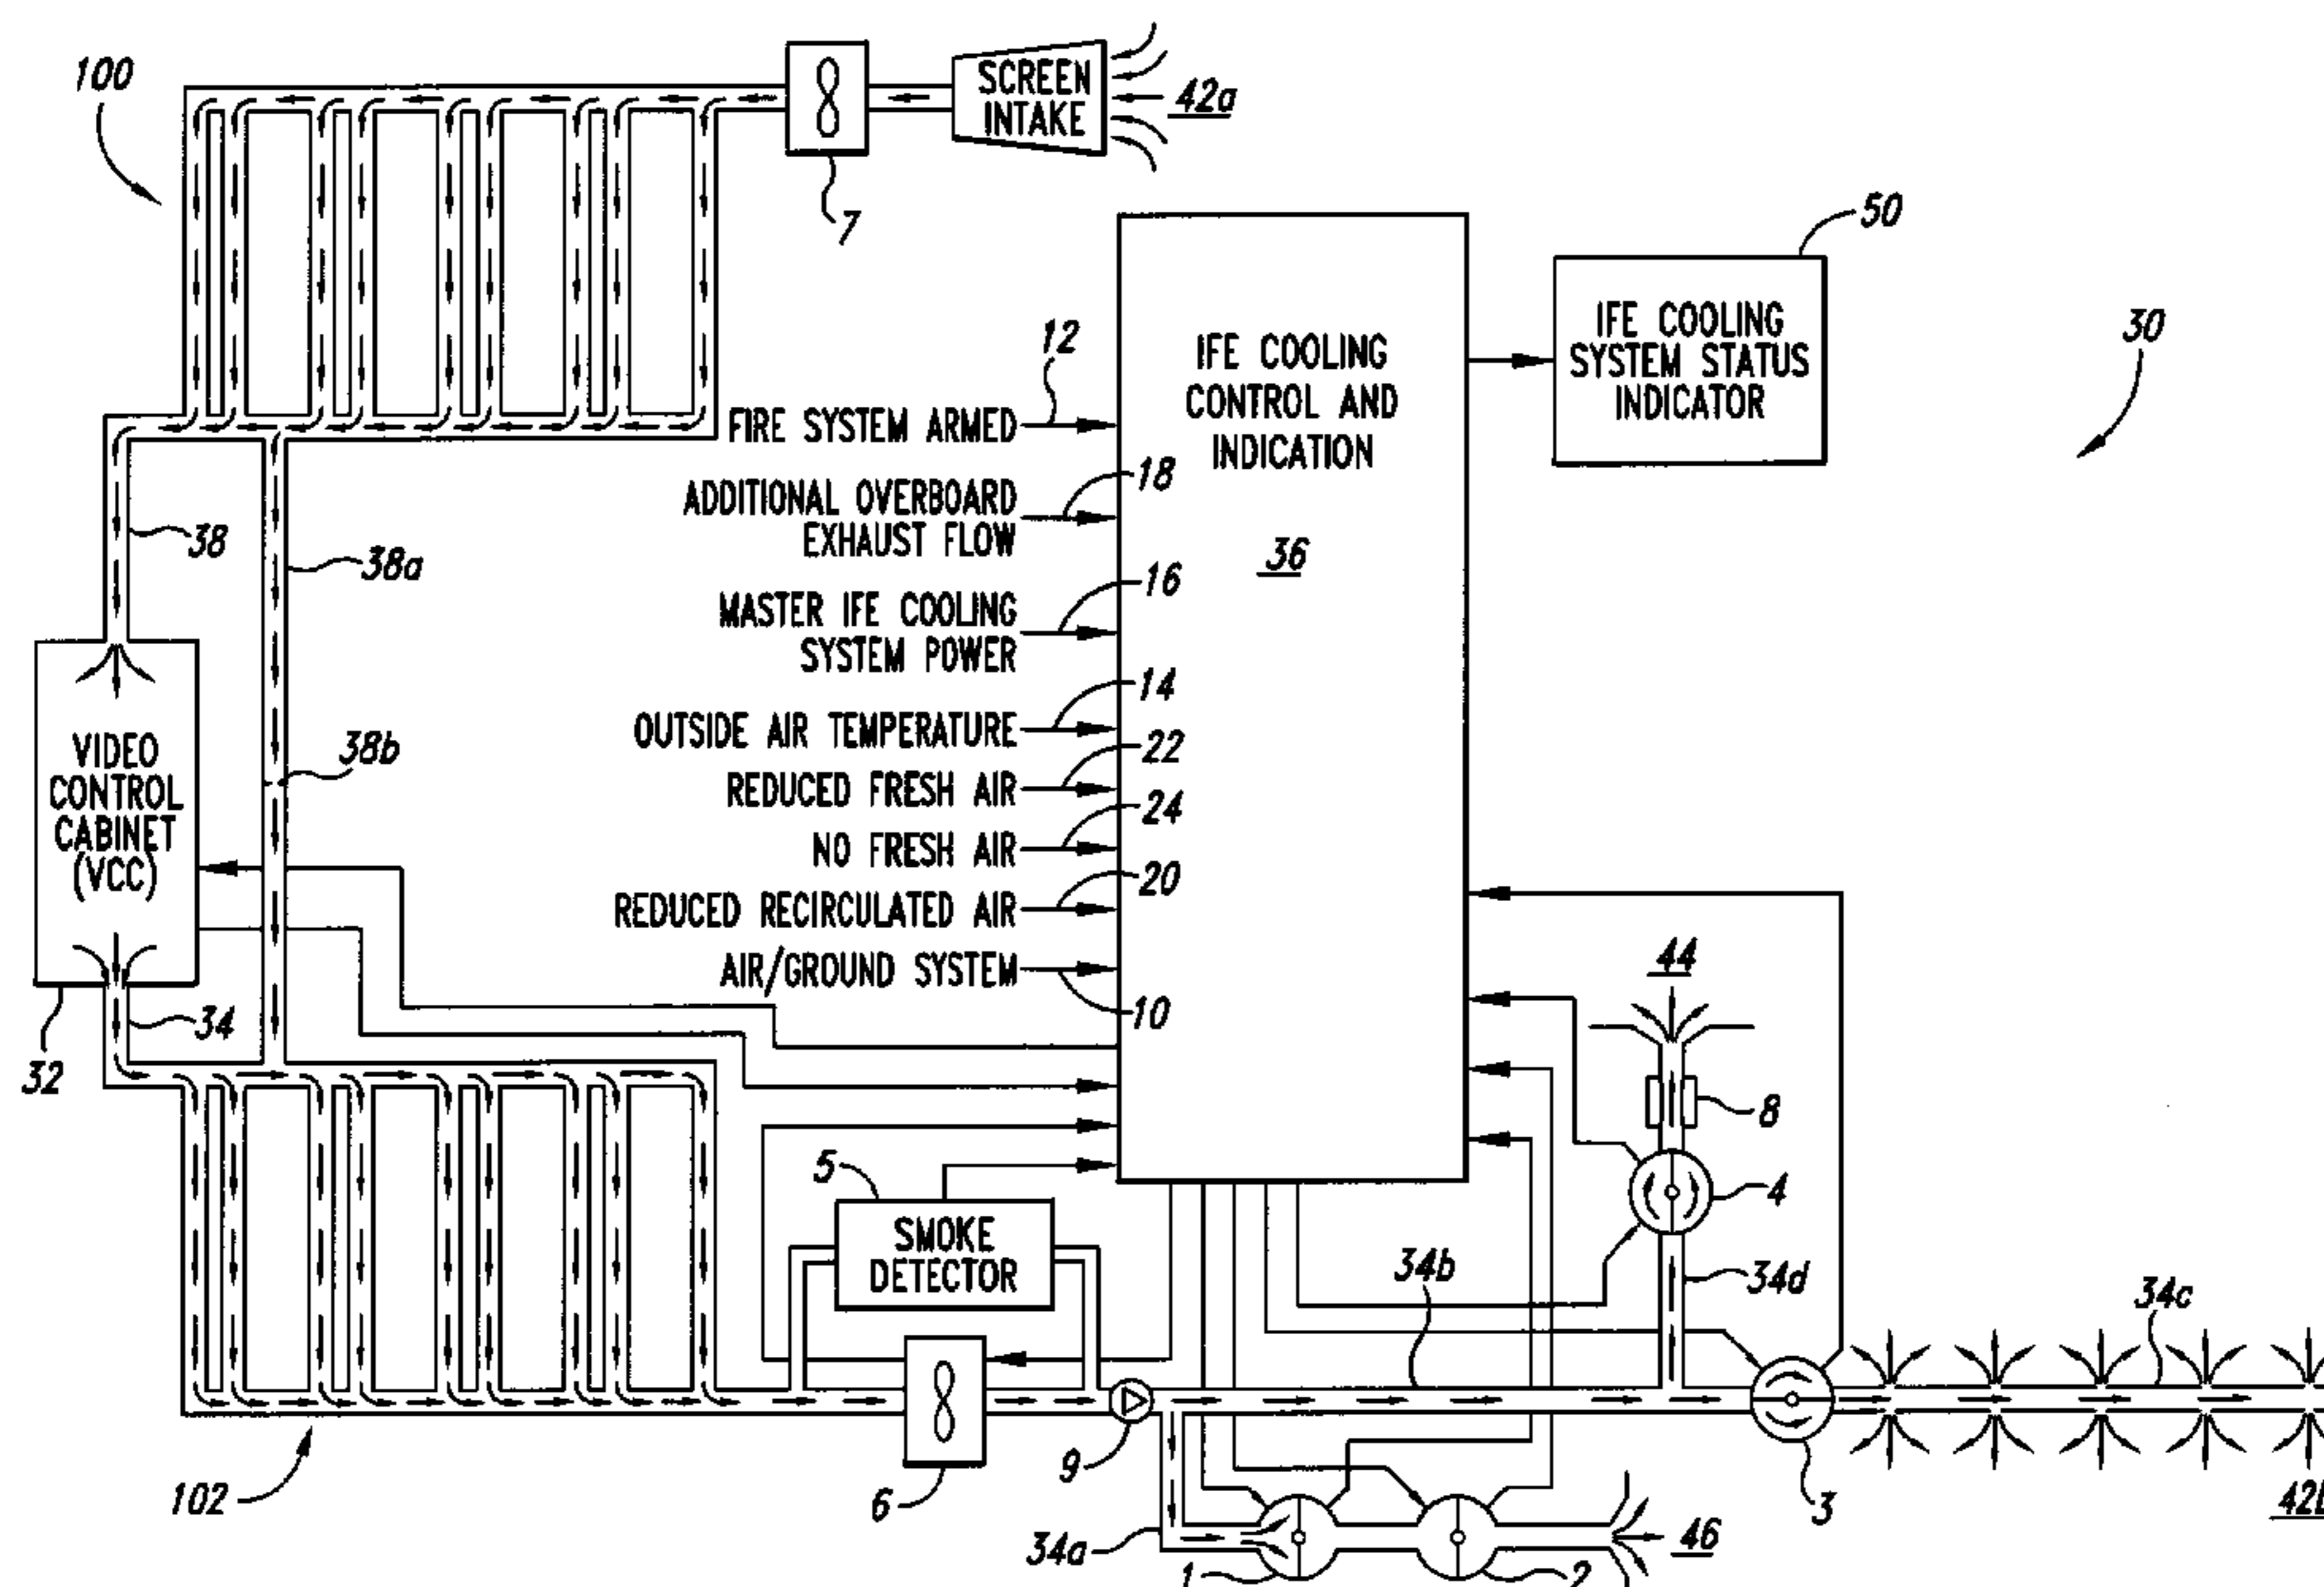 100
SCREEN
INTAKE
42a
7
50
IFE COOLING
SYSTEM STATUS
INDICATOR
30
12
IFE COOLING
CONTROL AND
INDICATION
36
FIRE SYSTEM ARMED
18
ADDITIONAL OVERBOARD
EXHAUST FLOW
38
38a
16
MASTER IFE COOLING
SYSTEM POWER
14
OUTSIDE AIR TEMPERATURE
38b
22
REDUCED FRESH AIR
24
NO FRESH AIR
20
REDUCED RECIRCULATED AIR
AIR/GROUND SYSTEM
10
VIDEO
CONTROL
CABINET
(VCC)
34
32
44
8
4
5
SMOKE
DETECTOR
34b
34d
34c
102
6
9
3
34a
46
1
2